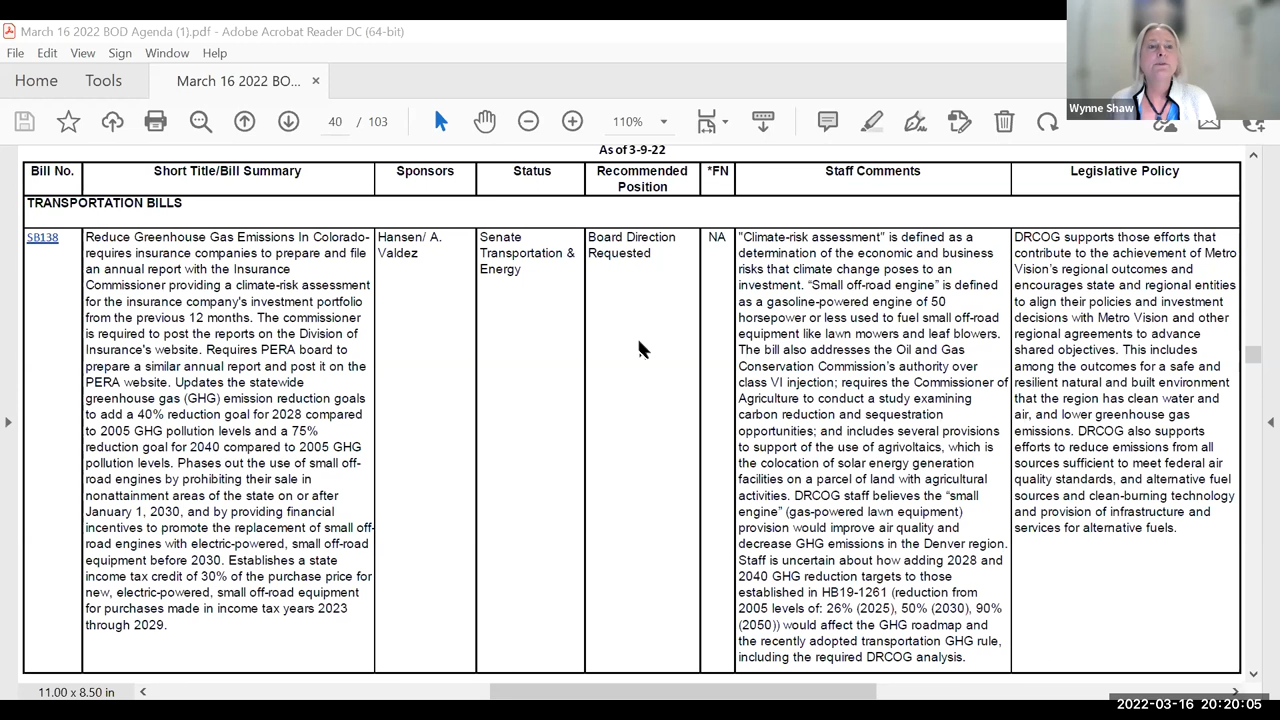 March 16 2022 BOD Agenda (1).pdf - Adobe Acrobat Reader DC (64-bit)
File Edit View Sign Window Help
Home Tools March 16 2022 BO... ×
40 / 103 110%
Wynne Shaw
As of 3-9-22
Bill No. Short Title/Bill Summary Sponsors Status Recommended Position *FN Staff Comments Legislative Policy
TRANSPORTATION BILLS
SB138
Reduce Greenhouse Gas Emissions In Colorado-
requires insurance companies to prepare and file
an annual report with the Insurance
Commissioner providing a climate-risk assessment
for the insurance company's investment portfolio
from the previous 12 months. The commissioner
is required to post the reports on the Division of
Insurance's website. Requires PERA board to
prepare a similar annual report and post it on the
PERA website. Updates the statewide
greenhouse gas (GHG) emission reduction goals
to add a 40% reduction goal for 2028 compared
to 2005 GHG pollution levels and a 75%
reduction goal for 2040 compared to 2005 GHG
pollution levels. Phases out the use of small off-
road engines by prohibiting their sale in
nonattainment areas of the state on or after
January 1, 2030, and by providing financial
incentives to promote the replacement of small off-
road engines with electric-powered, small off-road
equipment before 2030. Establishes a state
income tax credit of 30% of the purchase price for
new, electric-powered, small off-road equipment
for purchases made in income tax years 2023
through 2029.
Hansen/ A.
Valdez
Senate
Transportation &
Energy
Board Direction
Requested
NA
"Climate-risk assessment" is defined as a
determination of the economic and business
risks that climate change poses to an
investment. “Small off-road engine” is defined
as a gasoline-powered engine of 50
horsepower or less used to fuel small off-road
equipment like lawn mowers and leaf blowers.
The bill also addresses the Oil and Gas
Conservation Commission’s authority over
class VI injection; requires the Commissioner of
Agriculture to conduct a study examining
carbon reduction and sequestration
opportunities; and includes several provisions
to support of the use of agrivoltaics, which is
the colocation of solar energy generation
facilities on a parcel of land with agricultural
activities. DRCOG staff believes the “small
engine” (gas-powered lawn equipment)
provision would improve air quality and
decrease GHG emissions in the Denver region.
Staff is uncertain about how adding 2028 and
2040 GHG reduction targets to those
established in HB19-1261 (reduction from
2005 levels of: 26% (2025), 50% (2030), 90%
(2050)) would affect the GHG roadmap and
the recently adopted transportation GHG rule,
including the required DRCOG analysis.
DRCOG supports those efforts that
contribute to the achievement of Metro
Vision’s regional outcomes and
encourages state and regional entities
to align their policies and investment
decisions with Metro Vision and other
regional agreements to advance
shared objectives. This includes
among the outcomes for a safe and
resilient natural and built environment
that the region has clean water and
air, and lower greenhouse gas
emissions. DRCOG also supports
efforts to reduce emissions from all
sources sufficient to meet federal air
quality standards, and alternative fuel
sources and clean-burning technology
and provision of infrastructure and
services for alternative fuels.
11.00 x 8.50 in
2022-03-16 20:20:05